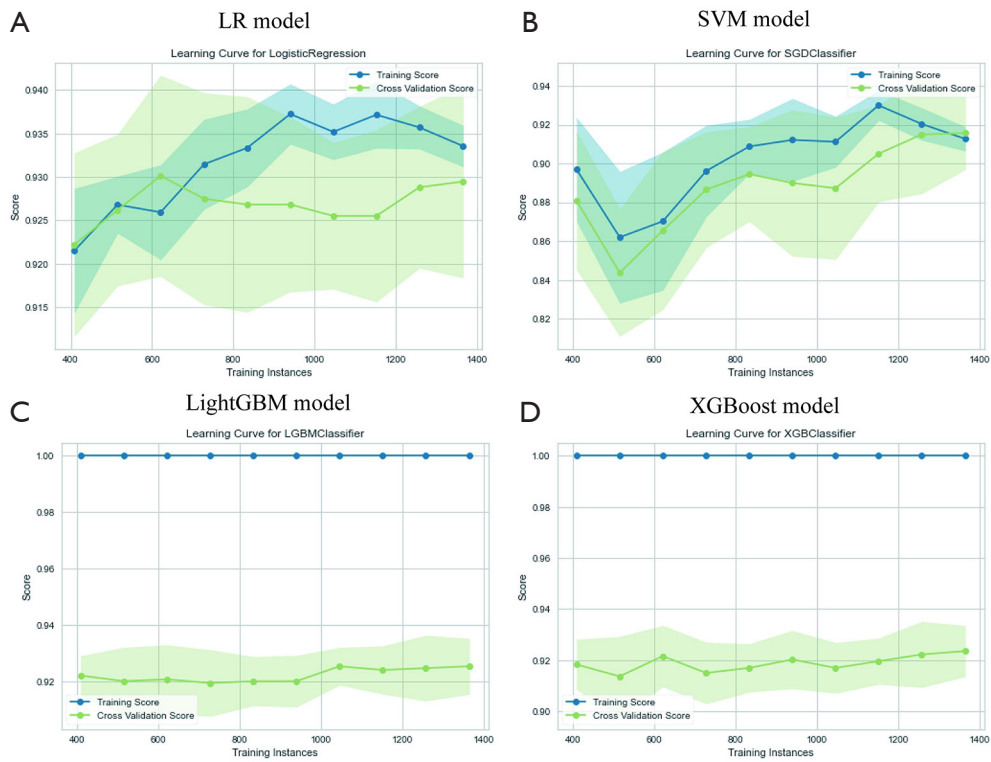 A
LR model
Learning Curve for LogisticRegression
Training Score
Cross Validation Score
0.940
0.935
0.930
0.925
0.920
0.915
Score
400 600 800 1000 1200 1400
Training Instances
B
SVM model
Learning Curve for SGDClassifier
Training Score
Cross Validation Score
0.94
0.92
0.90
0.88
0.86
0.84
0.82
Score
400 600 800 1000 1200 1400
Training Instances
C
LightGBM model
Learning Curve for LGBMClassifier
1.00
0.98
0.96
0.94
0.92
Score
Training Score
Cross Validation Score
400 600 800 1000 1200 1400
Training Instances
D
XGBoost model
Learning Curve for XGBClassifier
1.00
0.98
0.96
0.94
0.92
0.90
Score
Training Score
Cross Validation Score
400 600 800 1000 1200 1400
Training Instances